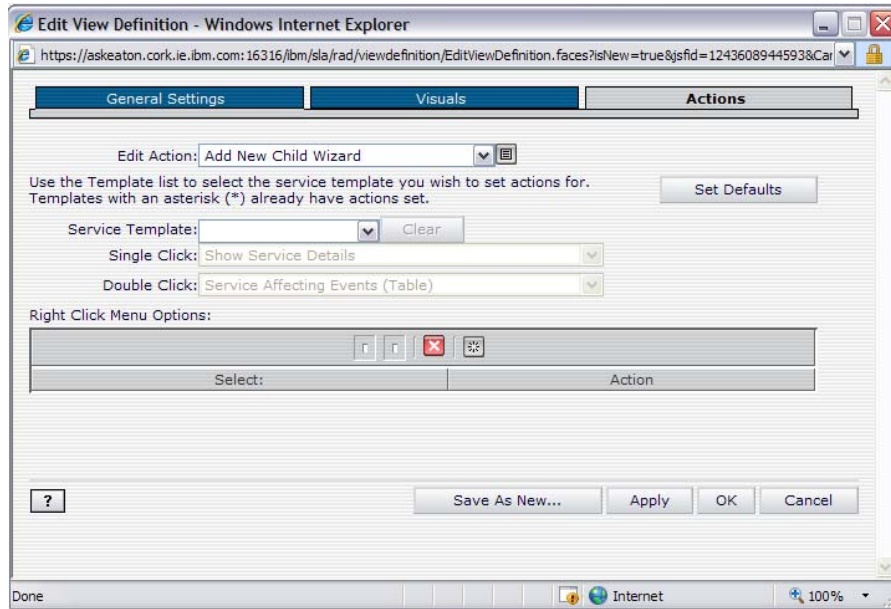 Edit View Definition - Windows Internet Explorer
https://askeaton.cork.ie.ibm.com:16316/ibm/sla/rad/viewdefinition/EditViewDefinition.faces?isNew=true&jsfid=1243608944593&Car
General Settings Visuals Actions
Edit Action: Add New Child Wizard
Use the Template list to select the service template you wish to set actions for.
Templates with an asterisk (*) already have actions set.
Set Defaults
Service Template: Clear
Single Click: Show Service Details
Double Click: Service Affecting Events (Table)
Right Click Menu Options:
Select: Action
? Save As New... Apply OK Cancel
Done Internet 100%